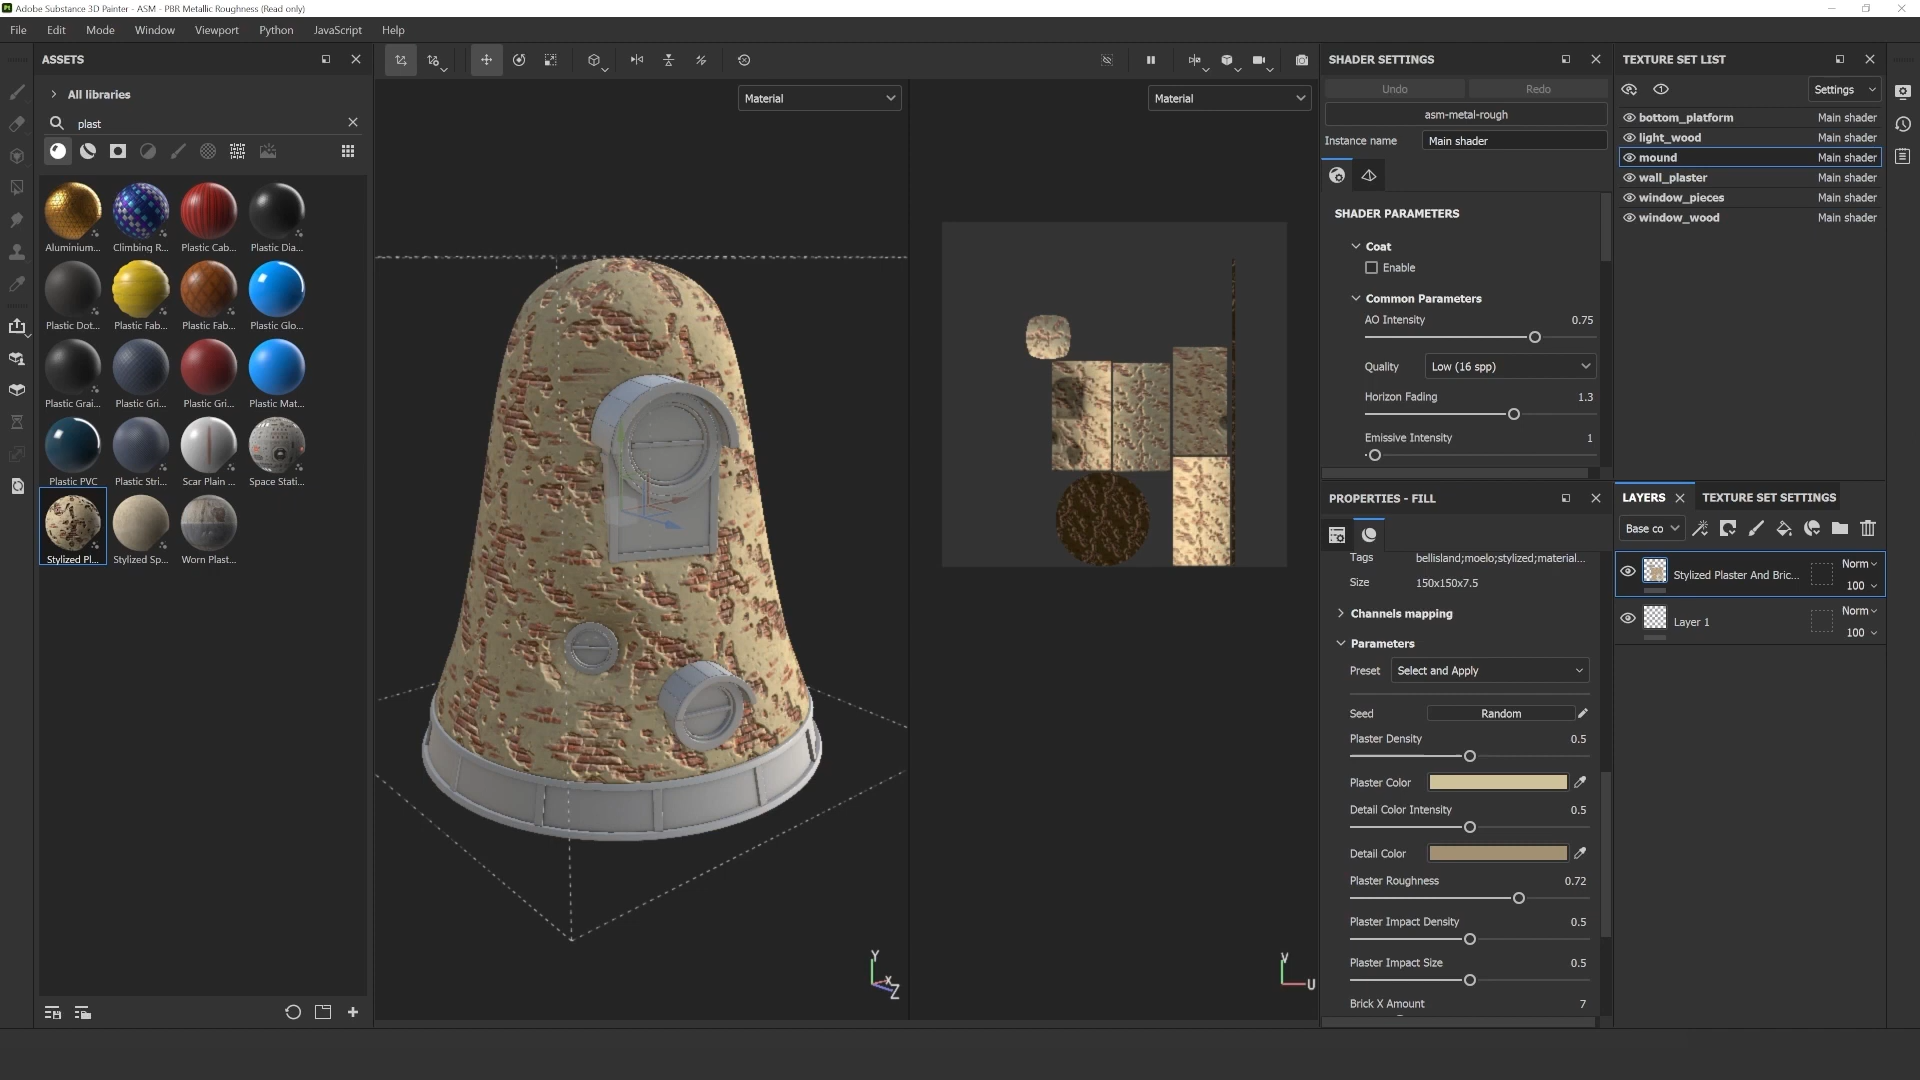 Adobe Substance 3D Painter - ASM - PBR Metallic Roughness (Read only)
File Edit Mode Window Viewport Python JavaScript Help
ASSETS
All libraries
plast
Aluminium... Climbing R... Plastic Cab... Plastic Dia...
Plastic Dot... Plastic Fab... Plastic Fab... Plastic Glo...
Plastic Grai... Plastic Gri... Plastic Gri... Plastic Mat...
Plastic PVC Plastic Stri... Scar Plain ... Space Stati...
Stylized Pl... Stylized Sp... Worn Plast...
Material
Y
X
Z
Material
V
U
SHADER SETTINGS
Undo Redo
asm-metal-rough
Instance name Main shader
SHADER PARAMETERS
Coat
Enable
Common Parameters
AO Intensity 0.75
Quality Low (16 spp)
Horizon Fading 1.3
Emissive Intensity 1
PROPERTIES - FILL
Tags bellisland;moelo;stylized;material...
Size 150x150x7.5
Channels mapping
Parameters
Preset Select and Apply
Seed Random
Plaster Density 0.5
Plaster Color
Detail Color Intensity 0.5
Detail Color
Plaster Roughness 0.72
Plaster Impact Density 0.5
Plaster Impact Size 0.5
Brick X Amount 7
TEXTURE SET LIST
Settings
bottom_platform Main shader
light_wood Main shader
mound Main shader
wall_plaster Main shader
window_pieces Main shader
window_wood Main shader
LAYERS TEXTURE SET SETTINGS
Base co
Stylized Plaster And Bric... Norm
100
Layer 1 Norm
100